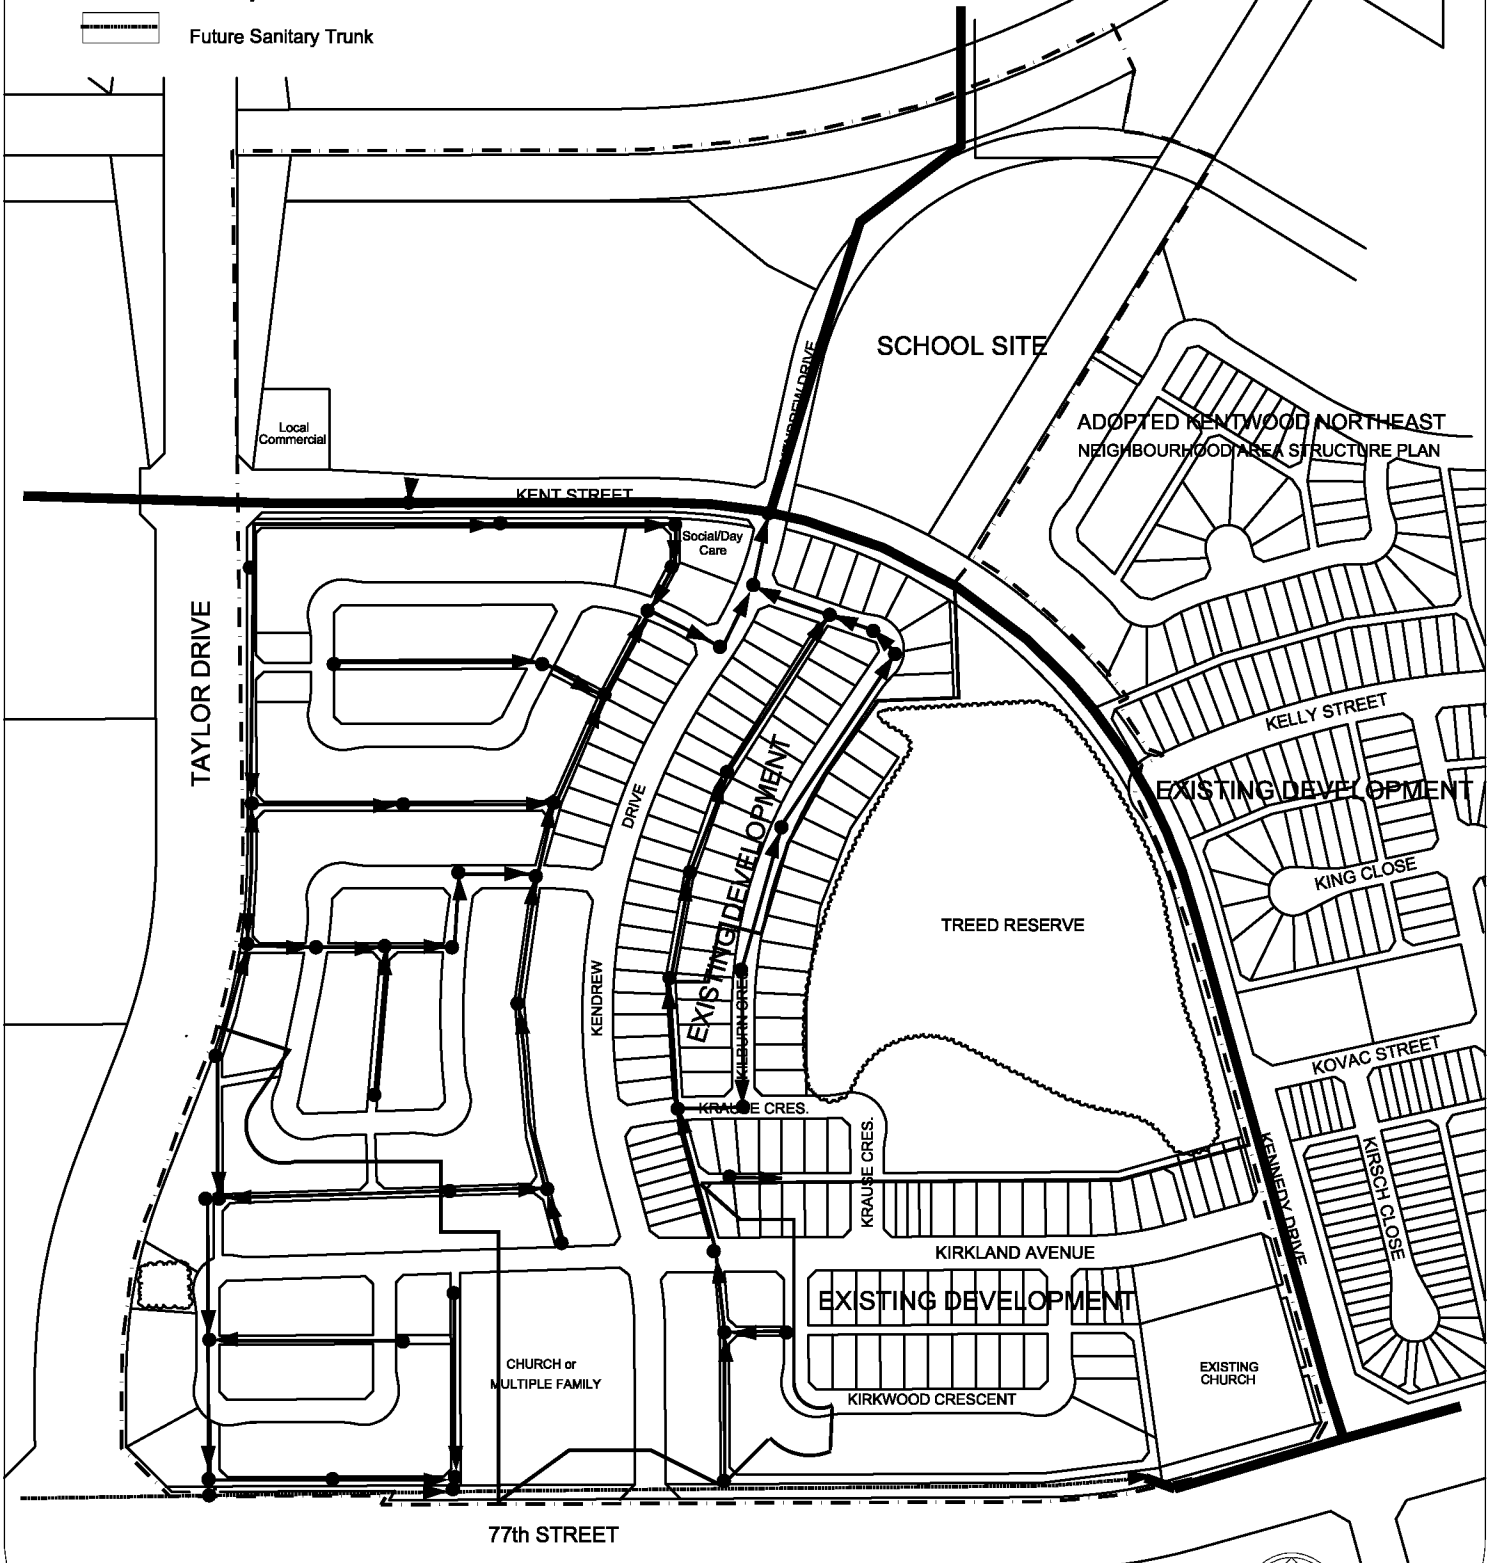 Future Sanitary Trunk
SCHOOL SITE
KENDREW DRIVE
Local
Commercial
ADOPTED KENTWOOD NORTHEAST
NEIGHBOURHOOD AREA STRUCTURE PLAN
KENT STREET
Social/Day
Care
TAYLOR DRIVE
KELLY STREET
EXISTING DEVELOPMENT
EXISTING DEVELOPMENT
DRIVE
KING CLOSE
TREED RESERVE
KENDREW
KILBURN CRES.
KOVAC STREET
KRAUSE CRES.
KRAUSE CRES.
KENNEDY DRIVE
KIRSCH CLOSE
KIRKLAND AVENUE
EXISTING DEVELOPMENT
CHURCH or
MULTIPLE FAMILY
EXISTING
CHURCH
KIRKWOOD CRESCENT
77th STREET